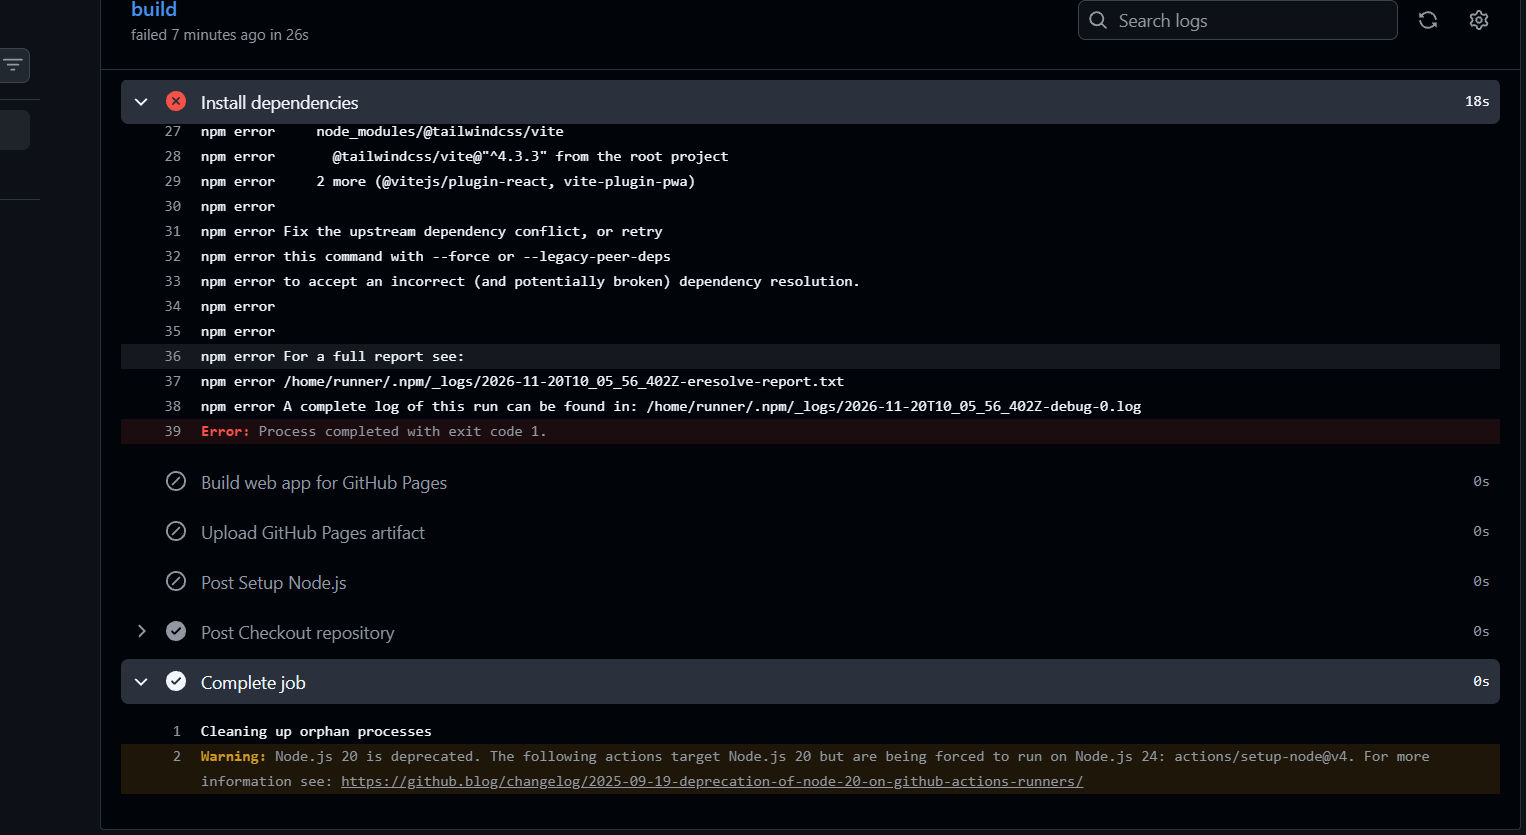 build
failed 7 minutes ago in 26s
Search logs
Install dependencies 18s
27 npm error     node_modules/@tailwindcss/vite
28 npm error       @tailwindcss/vite@"^4.3.3" from the root project
29 npm error     2 more (@vitejs/plugin-react, vite-plugin-pwa)
30 npm error
31 npm error Fix the upstream dependency conflict, or retry
32 npm error this command with --force or --legacy-peer-deps
33 npm error to accept an incorrect (and potentially broken) dependency resolution.
34 npm error
35 npm error
36 npm error For a full report see:
37 npm error /home/runner/.npm/_logs/2026-11-20T10_05_56_402Z-eresolve-report.txt
38 npm error A complete log of this run can be found in: /home/runner/.npm/_logs/2026-11-20T10_05_56_402Z-debug-0.log
39 Error: Process completed with exit code 1.
Build web app for GitHub Pages 0s
Upload GitHub Pages artifact 0s
Post Setup Node.js 0s
Post Checkout repository 0s
Complete job 0s
1 Cleaning up orphan processes
2 Warning: Node.js 20 is deprecated. The following actions target Node.js 20 but are being forced to run on Node.js 24: actions/setup-node@v4. For more
information see: https://github.blog/changelog/2025-09-19-deprecation-of-node-20-on-github-actions-runners/